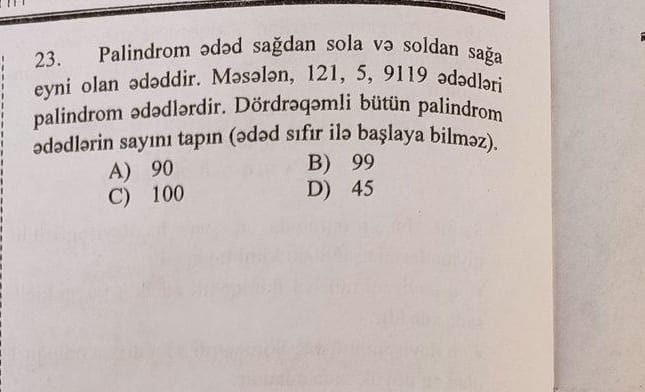 23. Palindrom ədəd sağdan sola və soldan sağa
eyni olan ədəddir. Məsələn, 121, 5, 9119 ədədləri
palindrom ədədlərdir. Dördrəqəmli bütün palindrom
ədədlərin sayını tapın (ədəd sıfır ilə başlaya bilməz).
A) 90 B) 99
C) 100 D) 45